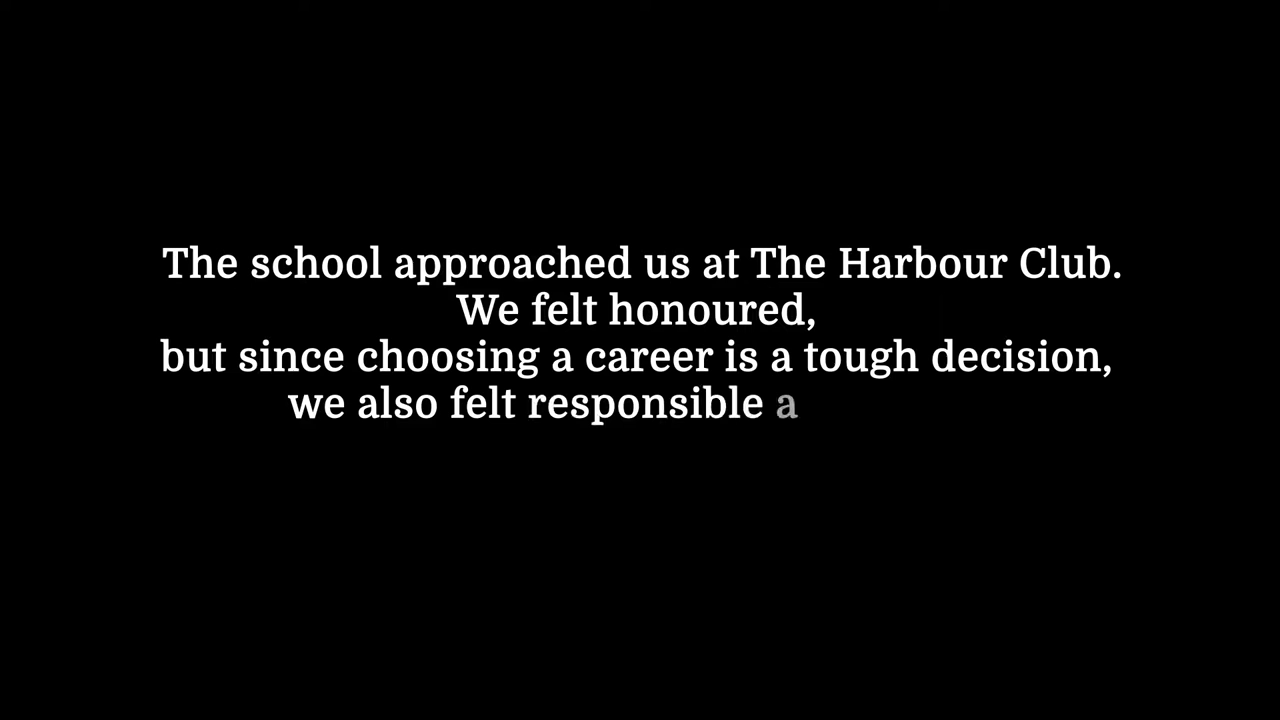 The school approached us at The Harbour Club.
We felt honoured,
but since choosing a career is a tough decision,
we also felt responsible a